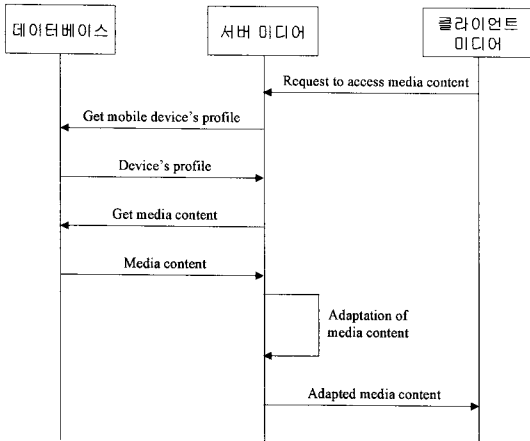 데이터베이스
서버 미디어
클라이언트
미디어
Request to access media content
Get mobile device's profile
Device's profile
Get media content
Media content
Adaptation of
media content
Adapted media content